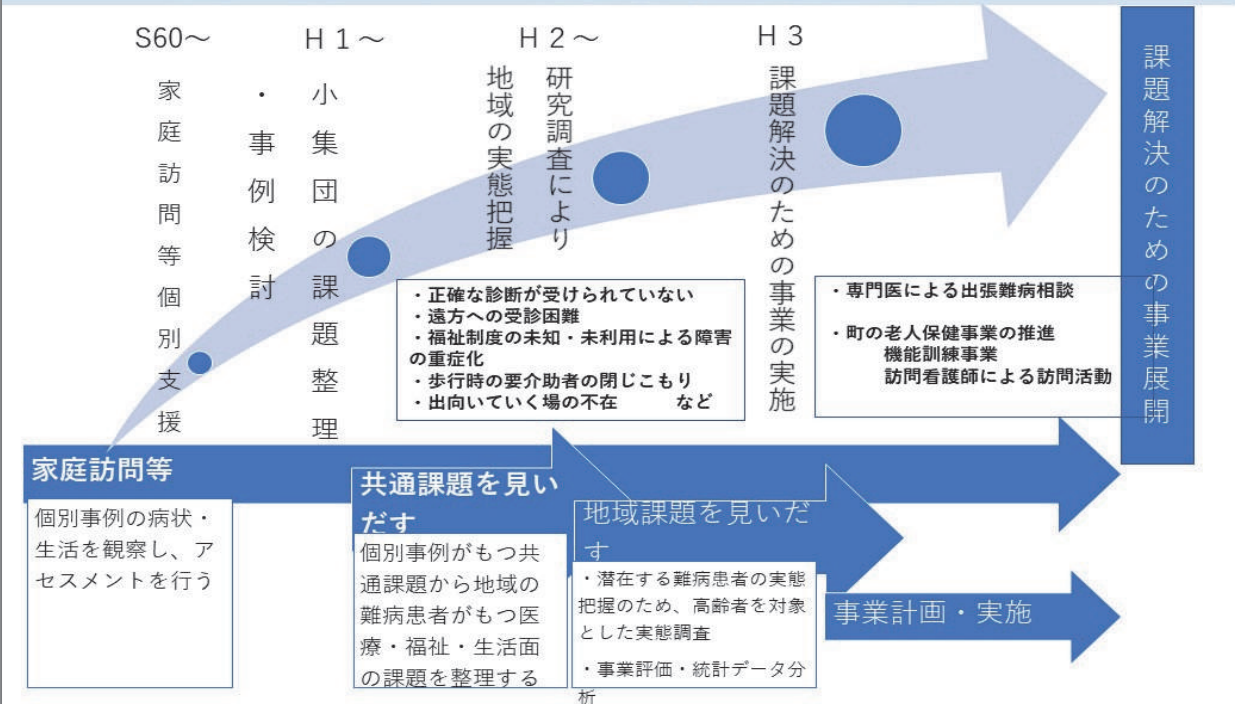 S60～
家庭訪問等個別支援
・事例検討
H１～
小集団の課題整理
H２～
研究調査により
地域の実態把握
H３
課題解決のための事業の実施
課題解決のための事業展開
・正確な診断が受けられていない
・遠方への受診困難
・福祉制度の未知・未利用による障害
の重症化
・歩行時の要介助者の閉じこもり
・出向いていく場の不在　　　など
・専門医による出張難病相談
・町の老人保健事業の推進
機能訓練事業
訪問看護師による訪問活動
家庭訪問等
個別事例の病状・
生活を観察し、ア
セスメントを行う
共通課題を見い
だす
個別事例がもつ共
通課題から地域の
難病患者がもつ医
療・福祉・生活面
の課題を整理する
地域課題を見いだ
す
・潜在する難病患者の実態
把握のため、高齢者を対象
とした実態調査
・事業評価・統計データ分
析
事業計画・実施